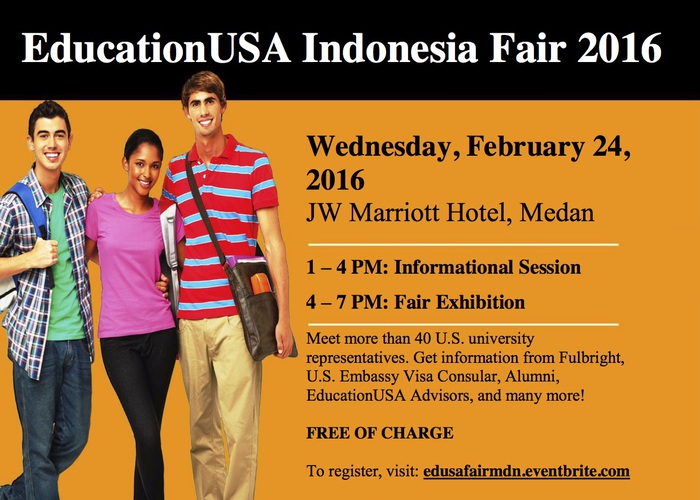 EducationUSA Indonesia Fair 2016
Wednesday, February 24,
2016
JW Marriott Hotel, Medan
1 – 4 PM: Informational Session
4 – 7 PM: Fair Exhibition
Meet more than 40 U.S. university
representatives. Get information from Fulbright,
U.S. Embassy Visa Consular, Alumni,
EducationUSA Advisors, and many more!
FREE OF CHARGE
To register, visit: edusafairmdn.eventbrite.com